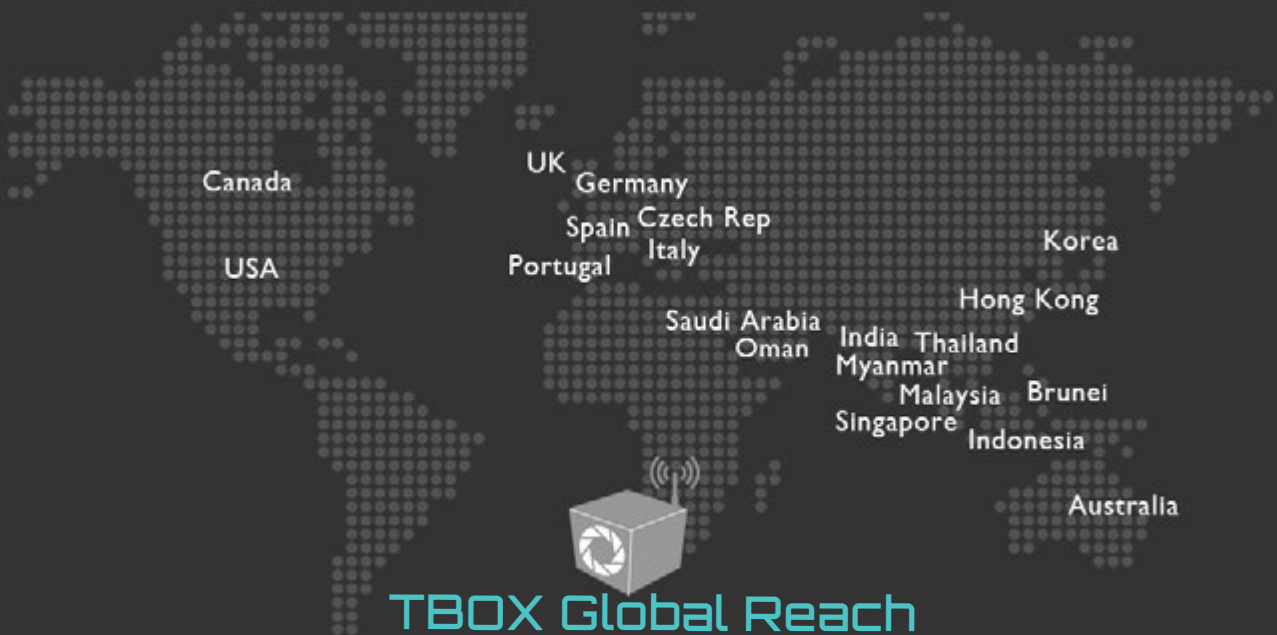 UK
Canada
Germany
Czech Rep
Spain
Korea
Italy
Portugal
USA
Hong Kong
Saudi Arabia
India
Thailand
Oman
Myanmar
Brunei
Malaysia
Singapore
Indonesia
Australia
TBOX Global Reach